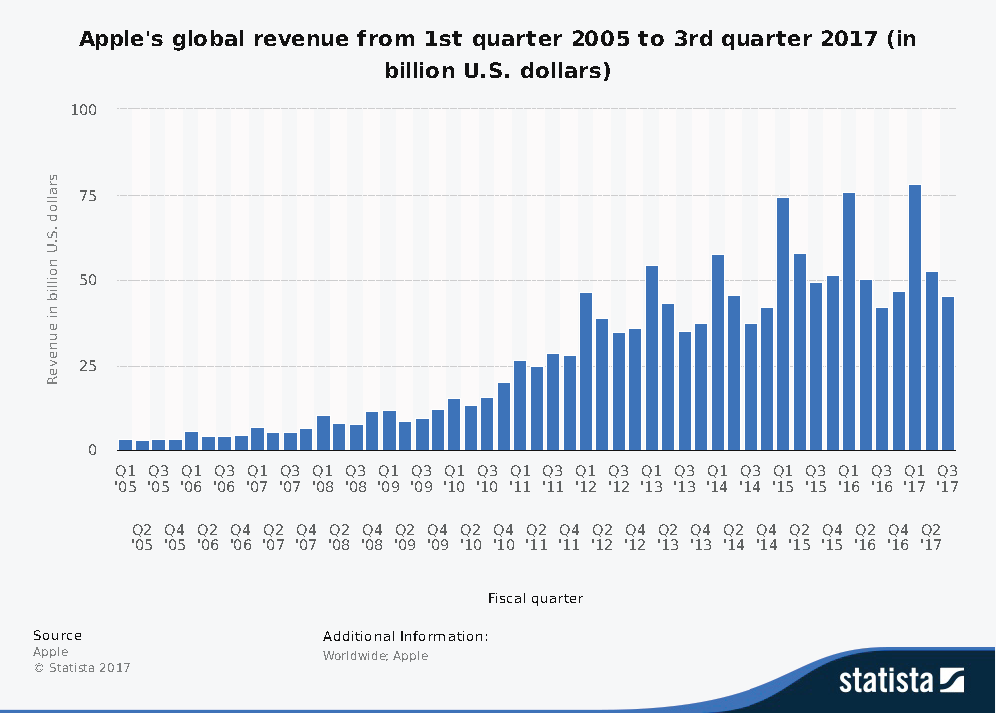 Apple's global revenue from 1st quarter 2005 to 3rd quarter 2017 (in
billion U.S. dollars)
100
75
50
25
0
Revenue in billion U.S. dollars
Q1 Q3 Q1 Q3 Q1 Q3 Q1 Q3 Q1 Q3 Q1 Q3 Q1 Q3 Q1 Q3 Q1 Q3 Q1 Q3 Q1 Q3 Q1 Q3 Q1 Q3
'05 '05 '06 '06 '07 '07 '08 '08 '09 '09 '10 '10 '11 '11 '12 '12 '13 '13 '14 '14 '15 '15 '16 '16 '17 '17
Q2 Q4 Q2 Q4 Q2 Q4 Q2 Q4 Q2 Q4 Q2 Q4 Q2 Q4 Q2 Q4 Q2 Q4 Q2 Q4 Q2 Q4 Q2 Q4 Q2
'05 '05 '06 '06 '07 '07 '08 '08 '09 '09 '10 '10 '11 '11 '12 '12 '13 '13 '14 '14 '15 '15 '16 '16 '17
Fiscal quarter
Source
Apple
© Statista 2017
Additional Information:
Worldwide; Apple
statista